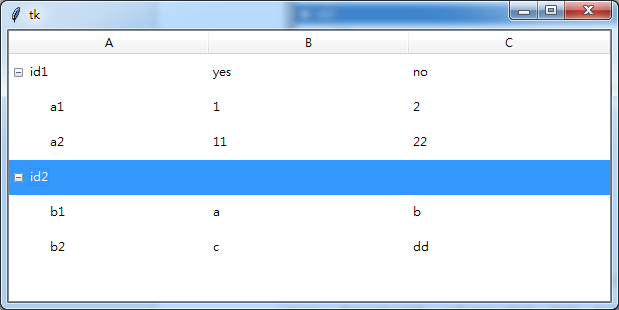 tk
A B C
id1 yes no
a1 1 2
a2 11 22
id2
b1 a b
b2 c dd